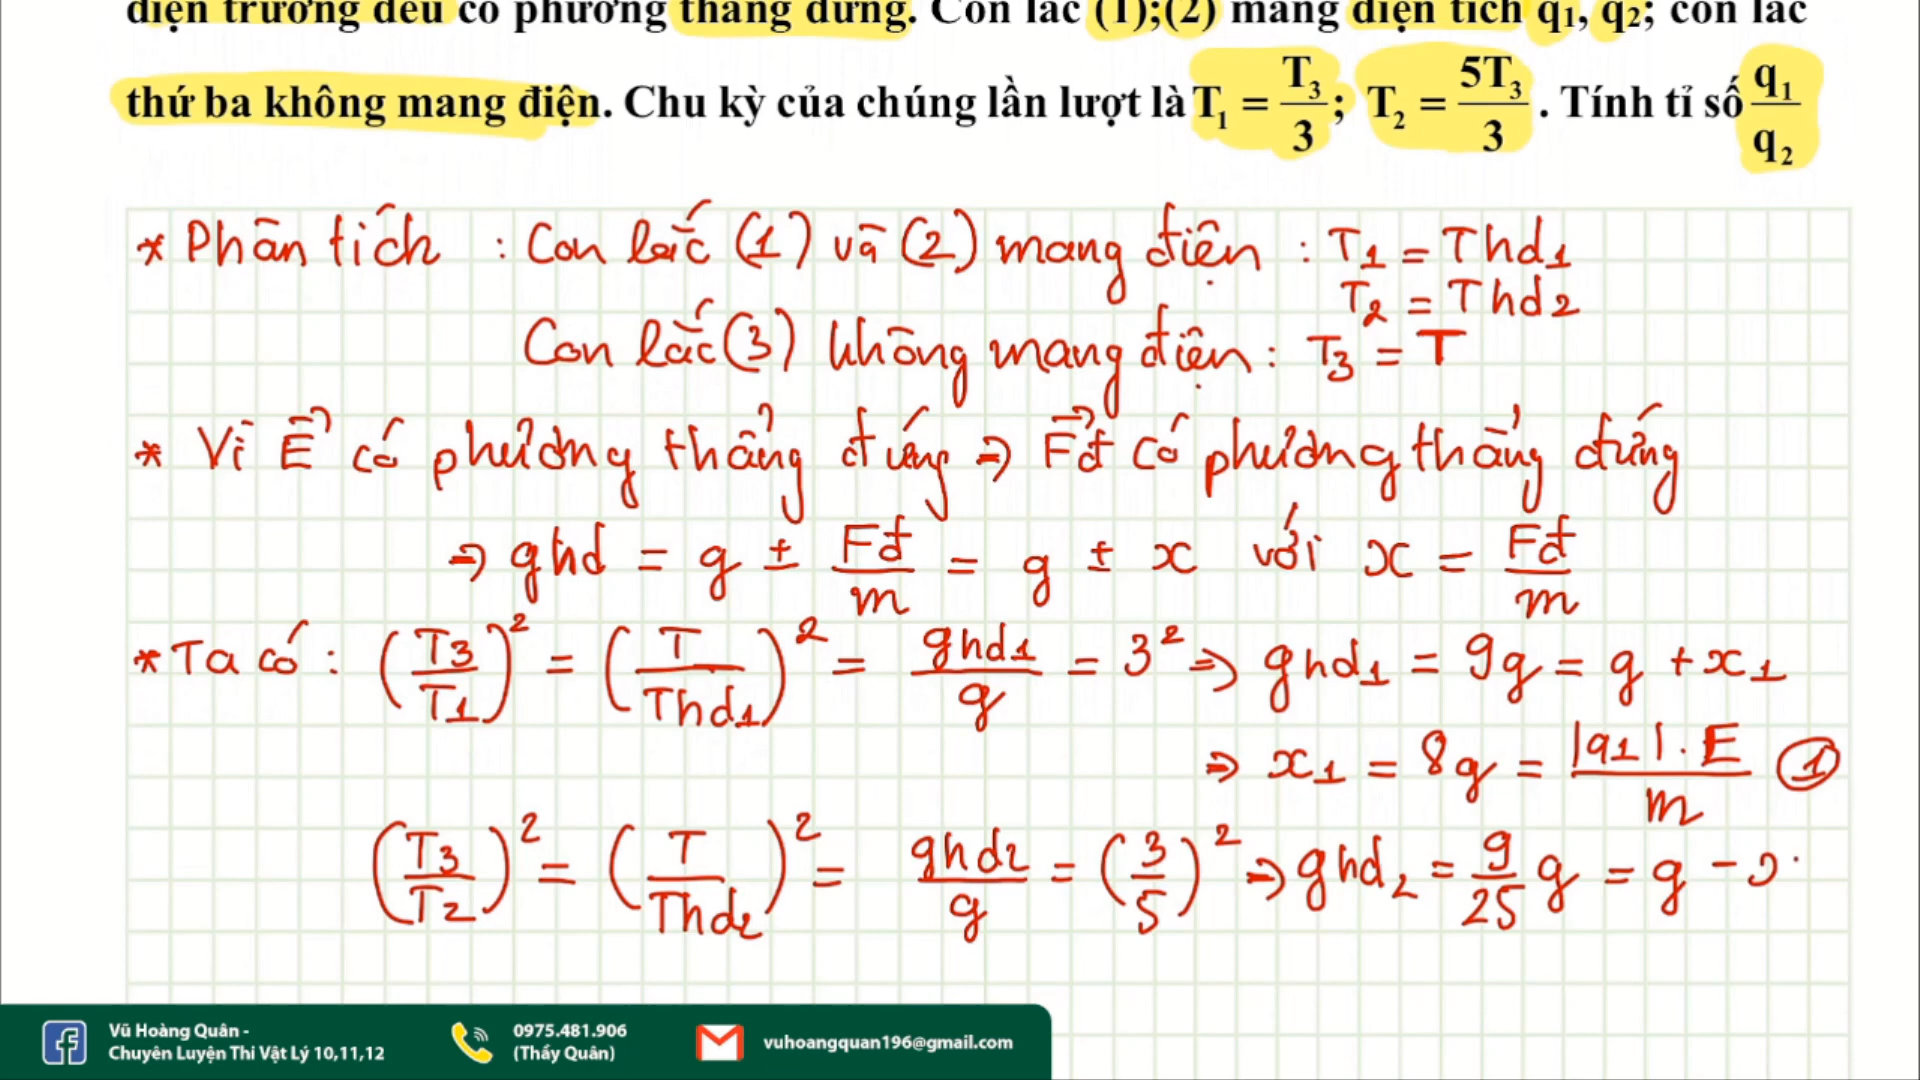 điện trường đều có phương thẳng đứng. Con lắc (1);(2) mang điện tích q₁, q₂; con lắc
thứ ba không mang điện. Chu kỳ của chúng lần lượt là T₁ = T₃/3; T₂ = 5T₃/3. Tính tỉ số q₁/q₂
* Phân tích : Con lắc (1) và (2) mang điện : T₁ = Thd₁
T₂ = Thd₂
Con lắc (3) không mang điện : T₃ = T
* Vì E⃗ có phương thẳng đứng ⇒ F⃗đ có phương thẳng đứng
⇒ ghd = g ± Fđ/m = g ± x với x = Fđ/m
* Ta có : (T₃/T₁)² = (T/Thd₁)² = ghd₁/g = 3² ⇒ ghd₁ = 9g = g + x₁
⇒ x₁ = 8g = |q₁|.E/m ①
(T₃/T₂)² = (T/Thd₂)² = ghd₂/g = (3/5)² ⇒ ghd₂ = 9/25 g = g −
Vũ Hoàng Quân -
Chuyên Luyện Thi Vật Lý 10,11,12
0975.481.906
(Thầy Quân)
vuhoangquan196@gmail.com